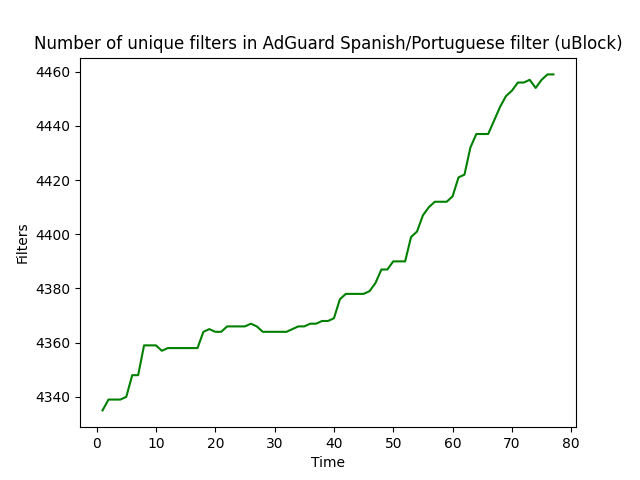 Number of unique filters in AdGuard Spanish/Portuguese filter (uBlock)
4460
4440
4420
4400
4380
4360
4340
Filters
0 10 20 30 40 50 60 70 80
Time